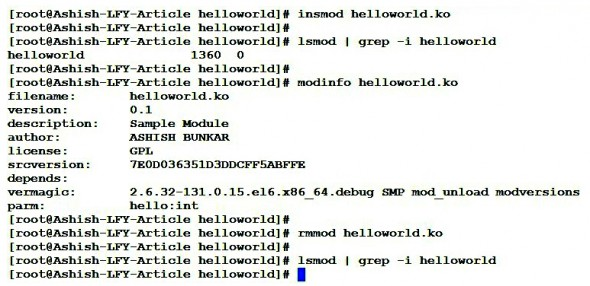 [root@Ashish-LFY-Article helloworld]# insmod helloworld.ko
[root@Ashish-LFY-Article helloworld]#
[root@Ashish-LFY-Article helloworld]# lsmod | grep -i helloworld
helloworld 1360 0
[root@Ashish-LFY-Article helloworld]#
[root@Ashish-LFY-Article helloworld]# modinfo helloworld.ko
filename: helloworld.ko
version: 0.1
description: Sample Module
author: ASHISH BUNKAR
license: GPL
srcversion: 7E0D036351D3DDCFF5ABFFE
depends:
vermagic: 2.6.32-131.0.15.el6.x86_64.debug SMP mod_unload modversions
parm: hello:int
[root@Ashish-LFY-Article helloworld]#
[root@Ashish-LFY-Article helloworld]# rmmod helloworld.ko
[root@Ashish-LFY-Article helloworld]#
[root@Ashish-LFY-Article helloworld]# lsmod | grep -i helloworld
[root@Ashish-LFY-Article helloworld]#